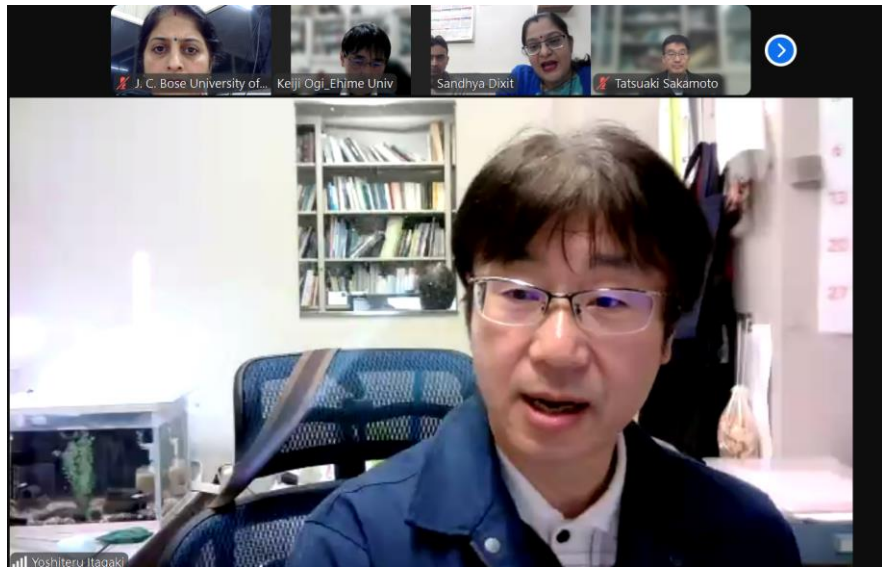 J. C. Bose University of...
Keiji Ogi_Ehime Univ
Sandhya Dixit
Tatsuaki Sakamoto
13
20
27
Yoshiteru Itagaki